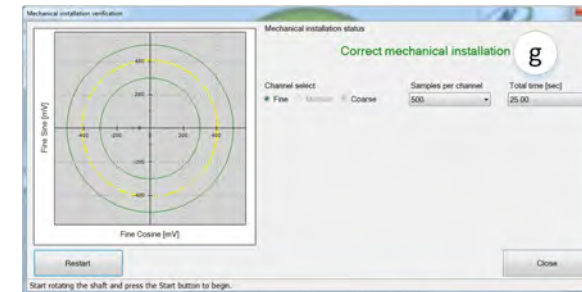 Mechanical installation verification
Mechanical installation status
Correct mechanical installation
g
Channel select
Fine
Medium
Coarse
Samples per channel
500
Total time [sec]
25.00
Fine Sine [mV]
400
200
-400
-200
0
200
400
-200
-400
Fine Cosine [mV]
Restart
Close
Start rotating the shaft and press the Start button to begin.